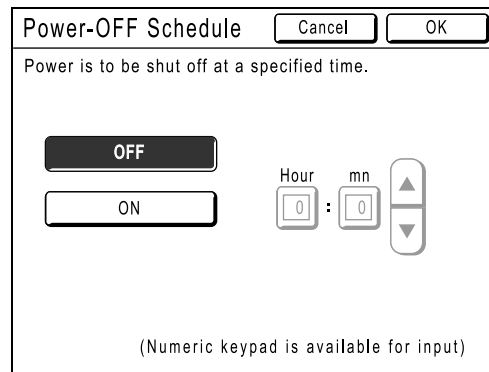 Power-OFF Schedule Cancel OK
Power is to be shut off at a specified time.
OFF
Hour mn
ON 0 : 0
(Numeric keypad is available for input)